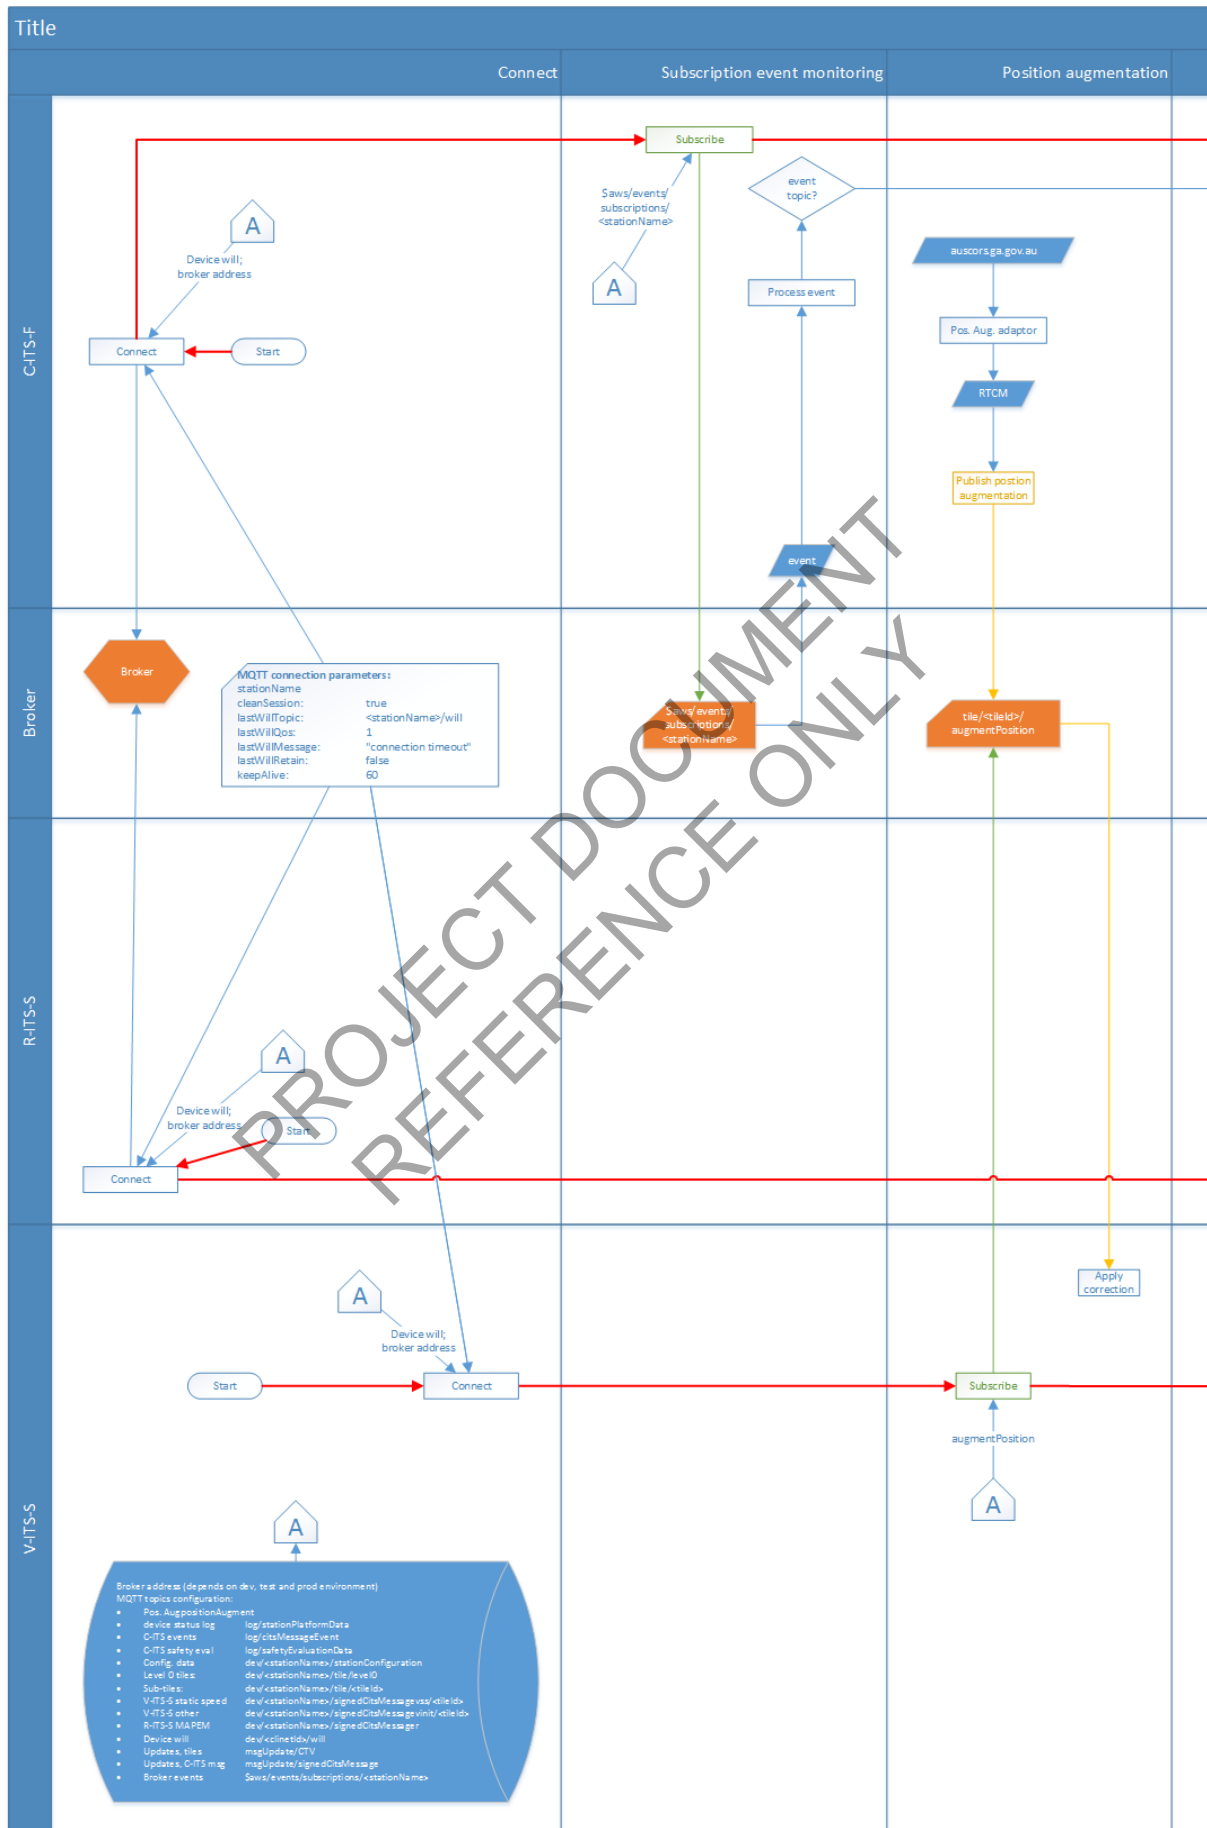 Title
Connect
Subscription event monitoring
Position augmentation
C-ITS-F
Subscribe
event
topic?
$aws/events/
subscriptions/
<stationName>
A
Device will;
broker address
auscors.ga.gov.au
A
Process event
Pos. Aug. adaptor
Connect
Start
RTCM
Publish postion
augmentation
event
Broker
Broker
MQTT connection parameters:
stationName
cleanSession: true
lastWillTopic: <stationName>/will
lastWillQos: 1
lastWillMessage: "connection timeout"
lastWillRetain: false
keepAlive: 60
$aws/events/
subscriptions/
<stationName>
tile/<tileId>/
augmentPosition
R-ITS-S
A
Device will;
broker address
Start
Connect
V-ITS-S
A
Device will;
broker address
Apply
correction
Start
Connect
Subscribe
augmentPosition
A
A
Broker address (depends on dev, test and prod environment)
MQTT topics configuration:
• Pos. AugpositionAugment
• device status log log/stationPlatformData
• C-ITS events log/citsMessageEvent
• C-ITS safety eval log/safetyEvaluationData
• Config. data dev/<stationName>/stationConfiguration
• Level 0 tiles: dev/<stationName>/tile/level0
• Sub-tiles: dev/<stationName>/tile/<tileId>
• V-ITS-S static speed dev/<stationName>/signedCitsMessagevss/<tileId>
• V-ITS-S other dev/<stationName>/signedCitsMessagevinit/<tileId>
• R-ITS-S MAPEM dev/<stationName>/signedCitsMessager
• Device will dev/<clinetId>/will
• Updates, tiles msgUpdate/CTV
• Updates, C-ITS msg msgUpdate/signedCitsMessage
• Broker events $aws/events/subscriptions/<stationName>
PROJECT DOCUMENT
REFERENCE ONLY